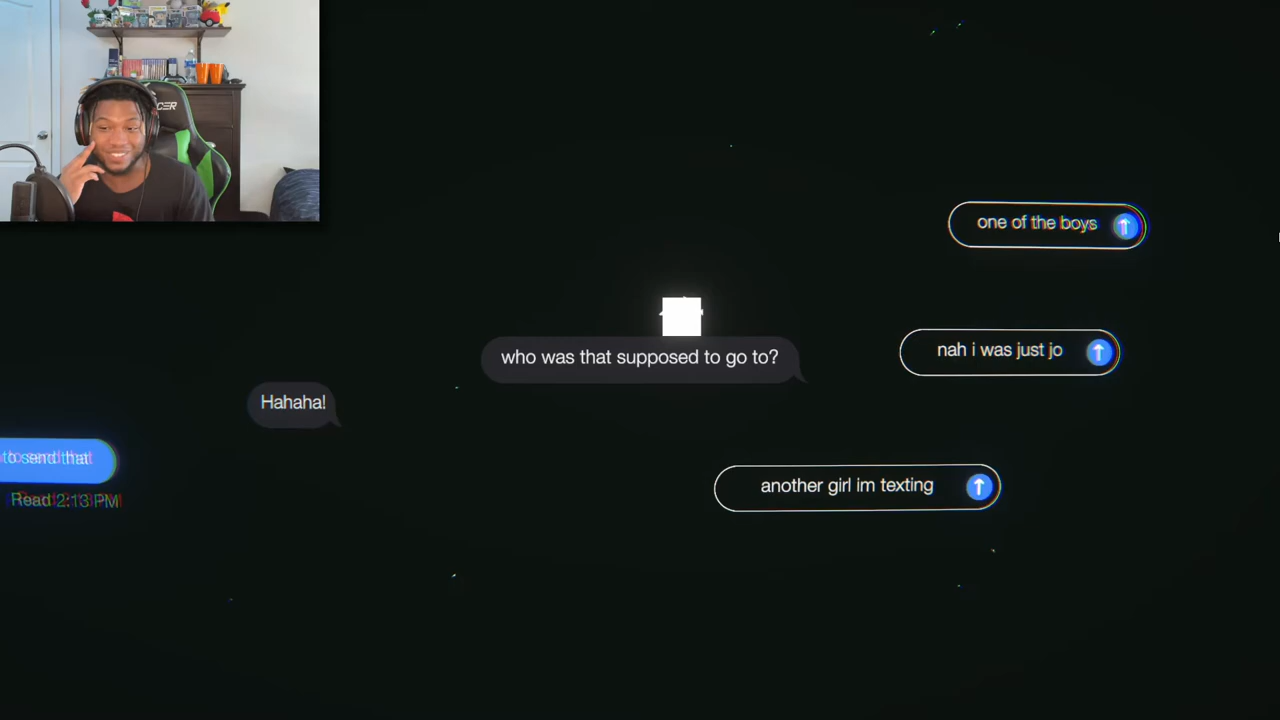 one of the boys
nah i was just jo
who was that supposed to go to?
Hahaha!
to send that
Read 2:13 PM
another girl im texting